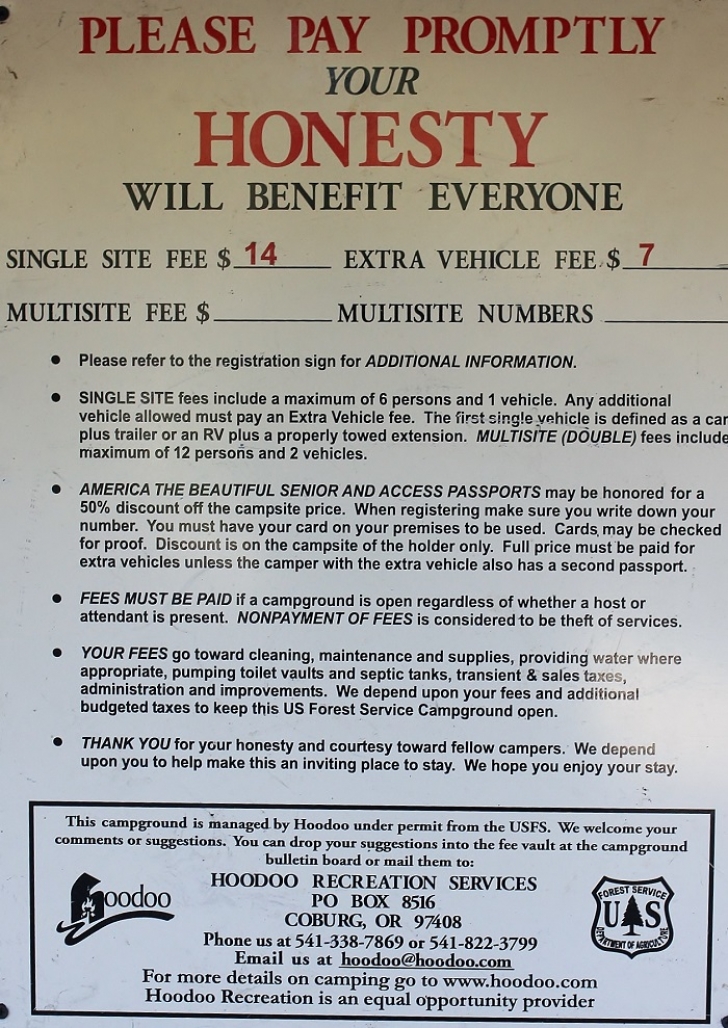 PLEASE PAY PROMPTLY
YOUR
HONESTY
WILL BENEFIT EVERYONE
SINGLE SITE FEE $ 14 EXTRA VEHICLE FEE $ 7
MULTISITE FEE $ MULTISITE NUMBERS
• Please refer to the registration sign for ADDITIONAL INFORMATION.
• SINGLE SITE fees include a maximum of 6 persons and 1 vehicle. Any additional
vehicle allowed must pay an Extra Vehicle fee. The first single vehicle is defined as a car
plus trailer or an RV plus a properly towed extension. MULTISITE (DOUBLE) fees include
maximum of 12 persons and 2 vehicles.
• AMERICA THE BEAUTIFUL SENIOR AND ACCESS PASSPORTS may be honored for a
50% discount off the campsite price. When registering make sure you write down your
number. You must have your card on your premises to be used. Cards may be checked
for proof. Discount is on the campsite of the holder only. Full price must be paid for
extra vehicles unless the camper with the extra vehicle also has a second passport.
• FEES MUST BE PAID if a campground is open regardless of whether a host or
attendant is present. NONPAYMENT OF FEES is considered to be theft of services.
• YOUR FEES go toward cleaning, maintenance and supplies, providing water where
appropriate, pumping toilet vaults and septic tanks, transient & sales taxes,
administration and improvements. We depend upon your fees and additional
budgeted taxes to keep this US Forest Service Campground open.
• THANK YOU for your honesty and courtesy toward fellow campers. We depend
upon you to help make this an inviting place to stay. We hope you enjoy your stay.
This campground is managed by Hoodoo under permit from the USFS. We welcome your
comments or suggestions. You can drop your suggestions into the fee vault at the campground
bulletin board or mail them to:
Hoodoo
HOODOO RECREATION SERVICES
PO BOX 8516
COBURG, OR 97408
Phone us at 541-338-7869 or 541-822-3799
Email us at hoodoo@hoodoo.com
For more details on camping go to www.hoodoo.com
Hoodoo Recreation is an equal opportunity provider
FOREST SERVICE
U S
DEPARTMENT OF AGRICULTURE